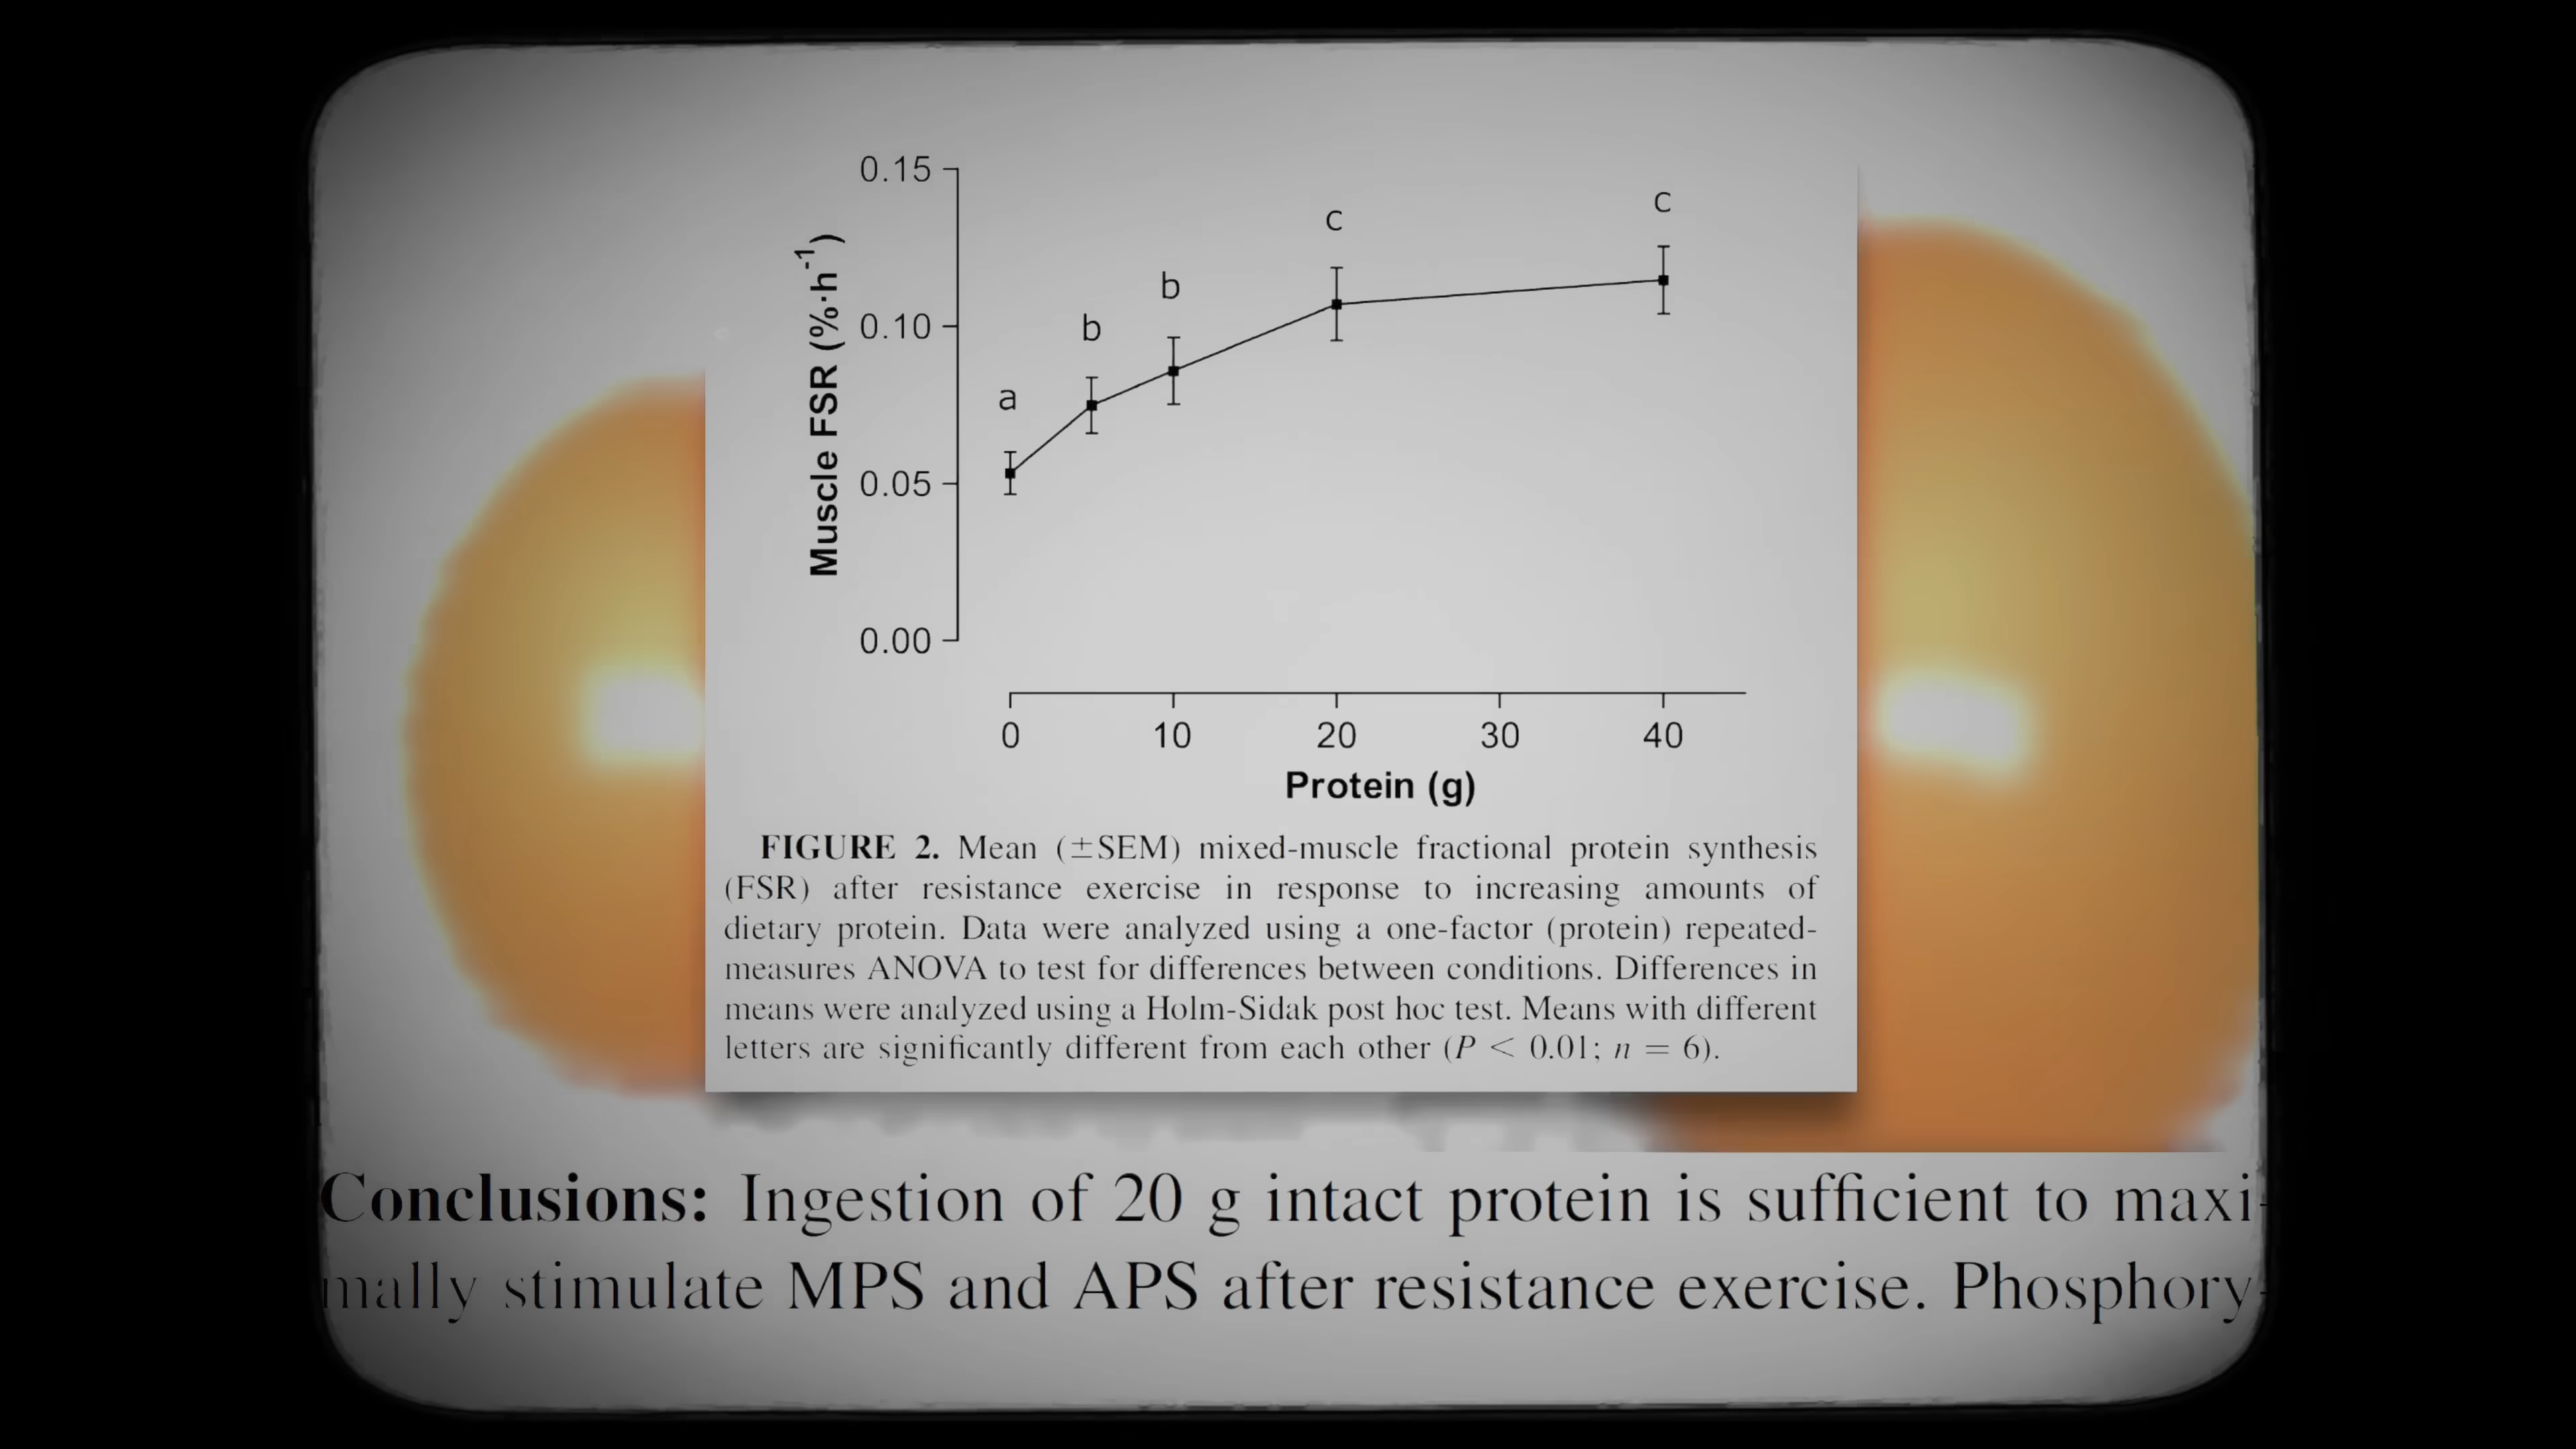 0.15
c
c
b
0.10
b
a
0.05
0.00
Muscle FSR (%·h⁻¹)
0 10 20 30 40
Protein (g)
FIGURE 2. Mean (±SEM) mixed-muscle fractional protein synthesis
(FSR) after resistance exercise in response to increasing amounts of
dietary protein. Data were analyzed using a one-factor (protein) repeated-
measures ANOVA to test for differences between conditions. Differences in
means were analyzed using a Holm-Sidak post hoc test. Means with different
letters are significantly different from each other (P < 0.01; n = 6).
Conclusions: Ingestion of 20 g intact protein is sufficient to maxi-
mally stimulate MPS and APS after resistance exercise. Phosphory-